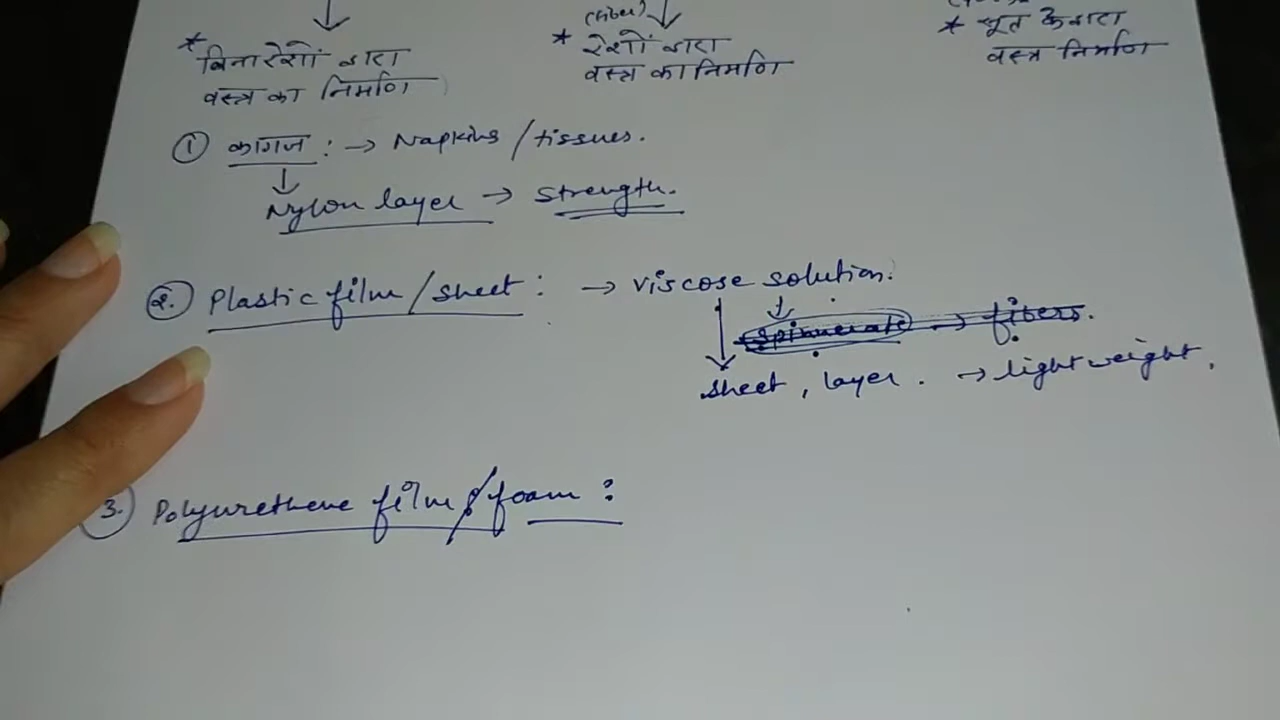 (fiber)
* बिना रेशों द्वारा वस्त्र का निर्माण
* रेशों द्वारा वस्त्र का निर्माण
* सूत के द्वारा वस्त्र निर्माण
① कागज : → Napkins / tissues.
↓
Nylon layer → strength.
②. Plastic film / sheet : → viscose solution.
↓
spinnerate → fibers.
sheet, layer. → light weight.
3. Polyurethene film / foam :